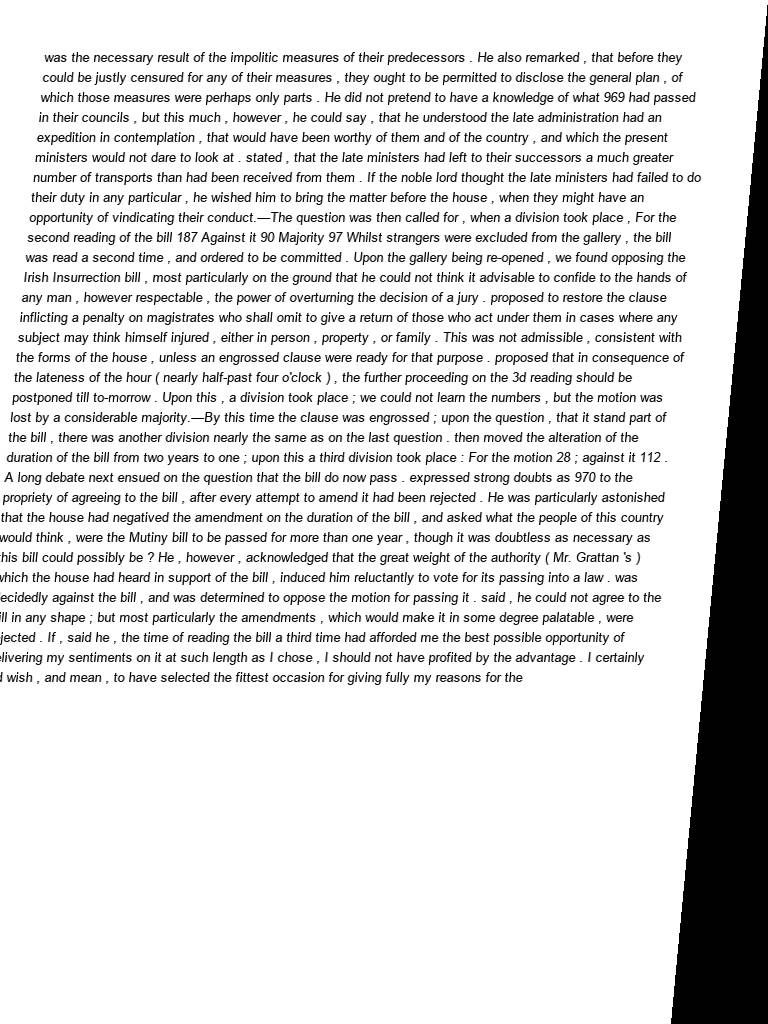 was the necessary result of the impolitic measures of their predecessors . He also remarked , that before they
could be justly censured for any of their measures , they ought to be permitted to disclose the general plan , of
which those measures were perhaps only parts . He did not pretend to have a knowledge of what 969 had passed
in their councils , but this much , however , he could say , that he understood the late administration had an
expedition in contemplation , that would have been worthy of them and of the country , and which the present
ministers would not dare to look at . stated , that the late ministers had left to their successors a much greater
number of transports than had been received from them . If the noble lord thought the late ministers had failed to do
their duty in any particular , he wished him to bring the matter before the house , when they might have an
opportunity of vindicating their conduct.—The question was then called for , when a division took place , For the
second reading of the bill 187 Against it 90 Majority 97 Whilst strangers were excluded from the gallery , the bill
was read a second time , and ordered to be committed . Upon the gallery being re-opened , we found opposing the
Irish Insurrection bill , most particularly on the ground that he could not think it advisable to confide to the hands of
any man , however respectable , the power of overturning the decision of a jury . proposed to restore the clause
inflicting a penalty on magistrates who shall omit to give a return of those who act under them in cases where any
subject may think himself injured , either in person , property , or family . This was not admissible , consistent with
the forms of the house , unless an engrossed clause were ready for that purpose . proposed that in consequence of
the lateness of the hour ( nearly half-past four o'clock ) , the further proceeding on the 3d reading should be
postponed till to-morrow . Upon this , a division took place ; we could not learn the numbers , but the motion was
lost by a considerable majority.—By this time the clause was engrossed ; upon the question , that it stand part of
the bill , there was another division nearly the same as on the last question . then moved the alteration of the
duration of the bill from two years to one ; upon this a third division took place : For the motion 28 ; against it 112 .
A long debate next ensued on the question that the bill do now pass . expressed strong doubts as 970 to the
propriety of agreeing to the bill , after every attempt to amend it had been rejected . He was particularly astonished
that the house had negatived the amendment on the duration of the bill , and asked what the people of this country
would think , were the Mutiny bill to be passed for more than one year , though it was doubtless as necessary as
this bill could possibly be ? He , however , acknowledged that the great weight of the authority ( Mr. Grattan 's )
which the house had heard in support of the bill , induced him reluctantly to vote for its passing into a law . was
decidedly against the bill , and was determined to oppose the motion for passing it . said , he could not agree to the
in any shape ; but most particularly the amendments , which would make it in some degree palatable , were
. If , said he , the time of reading the bill a third time had afforded me the best possible opportunity of
my sentiments on it at such length as I chose , I should not have profited by the advantage . I certainly
wish , and mean , to have selected the fittest occasion for giving fully my reasons for the